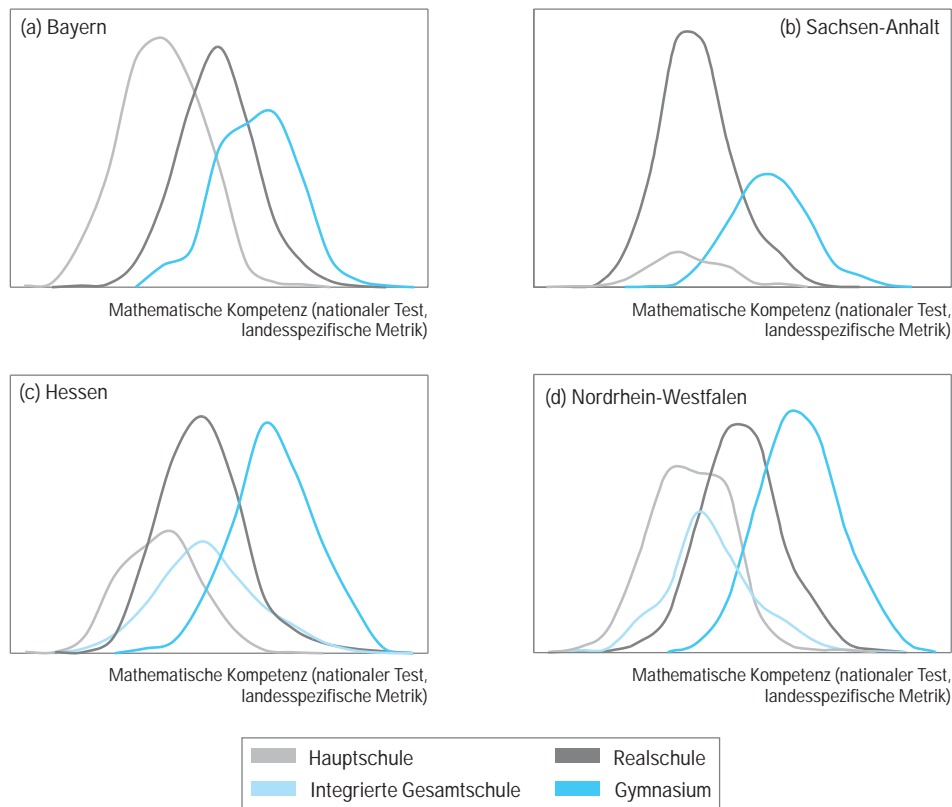 (a) Bayern
(b) Sachsen-Anhalt
Mathematische Kompetenz (nationaler Test,
landesspezifische Metrik)
Mathematische Kompetenz (nationaler Test,
landesspezifische Metrik)
(c) Hessen
(d) Nordrhein-Westfalen
Mathematische Kompetenz (nationaler Test,
landesspezifische Metrik)
Mathematische Kompetenz (nationaler Test,
landesspezifische Metrik)
Hauptschule
Realschule
Integrierte Gesamtschule
Gymnasium